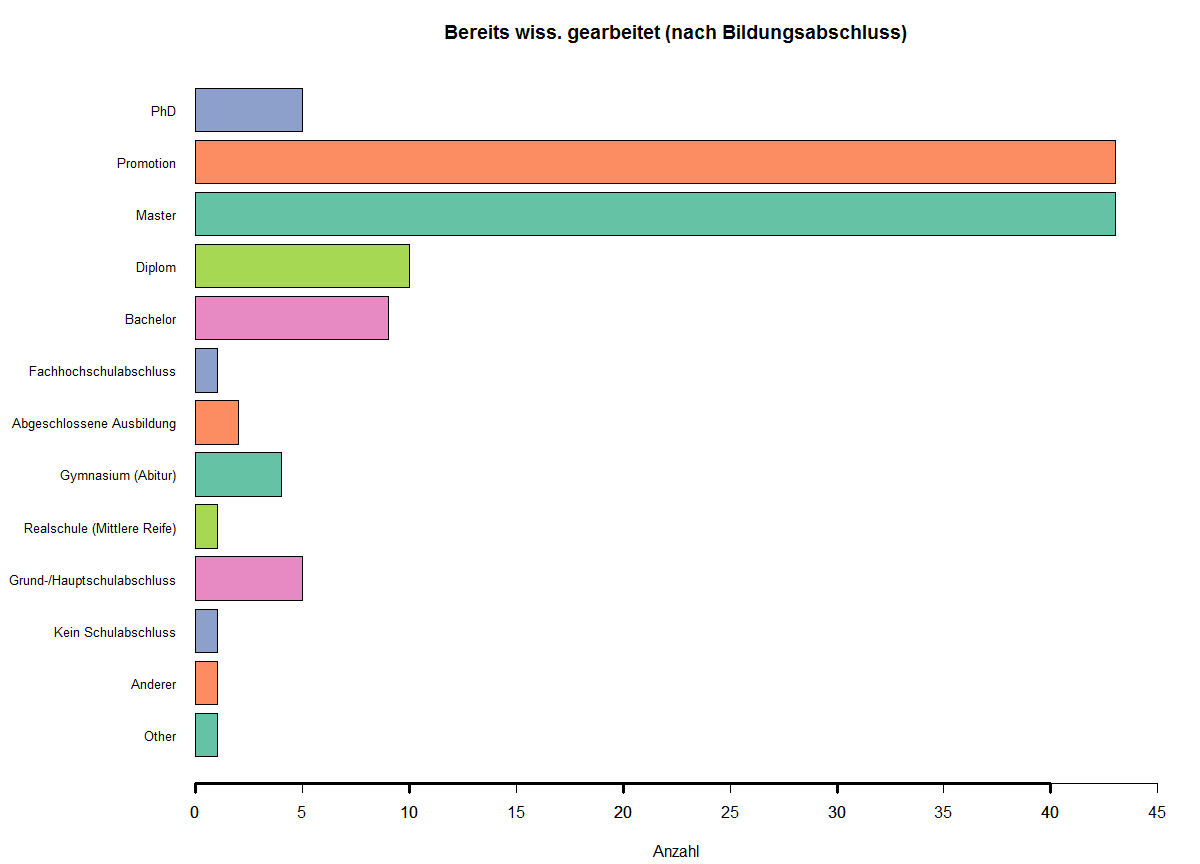 Bereits wiss. gearbeitet (nach Bildungsabschluss)
PhD
Promotion
Master
Diplom
Bachelor
Fachhochschulabschluss
Abgeschlossene Ausbildung
Gymnasium (Abitur)
Realschule (Mittlere Reife)
Grund-/Hauptschulabschluss
Kein Schulabschluss
Anderer
Other
0 5 10 15 20 25 30 35 40 45
Anzahl